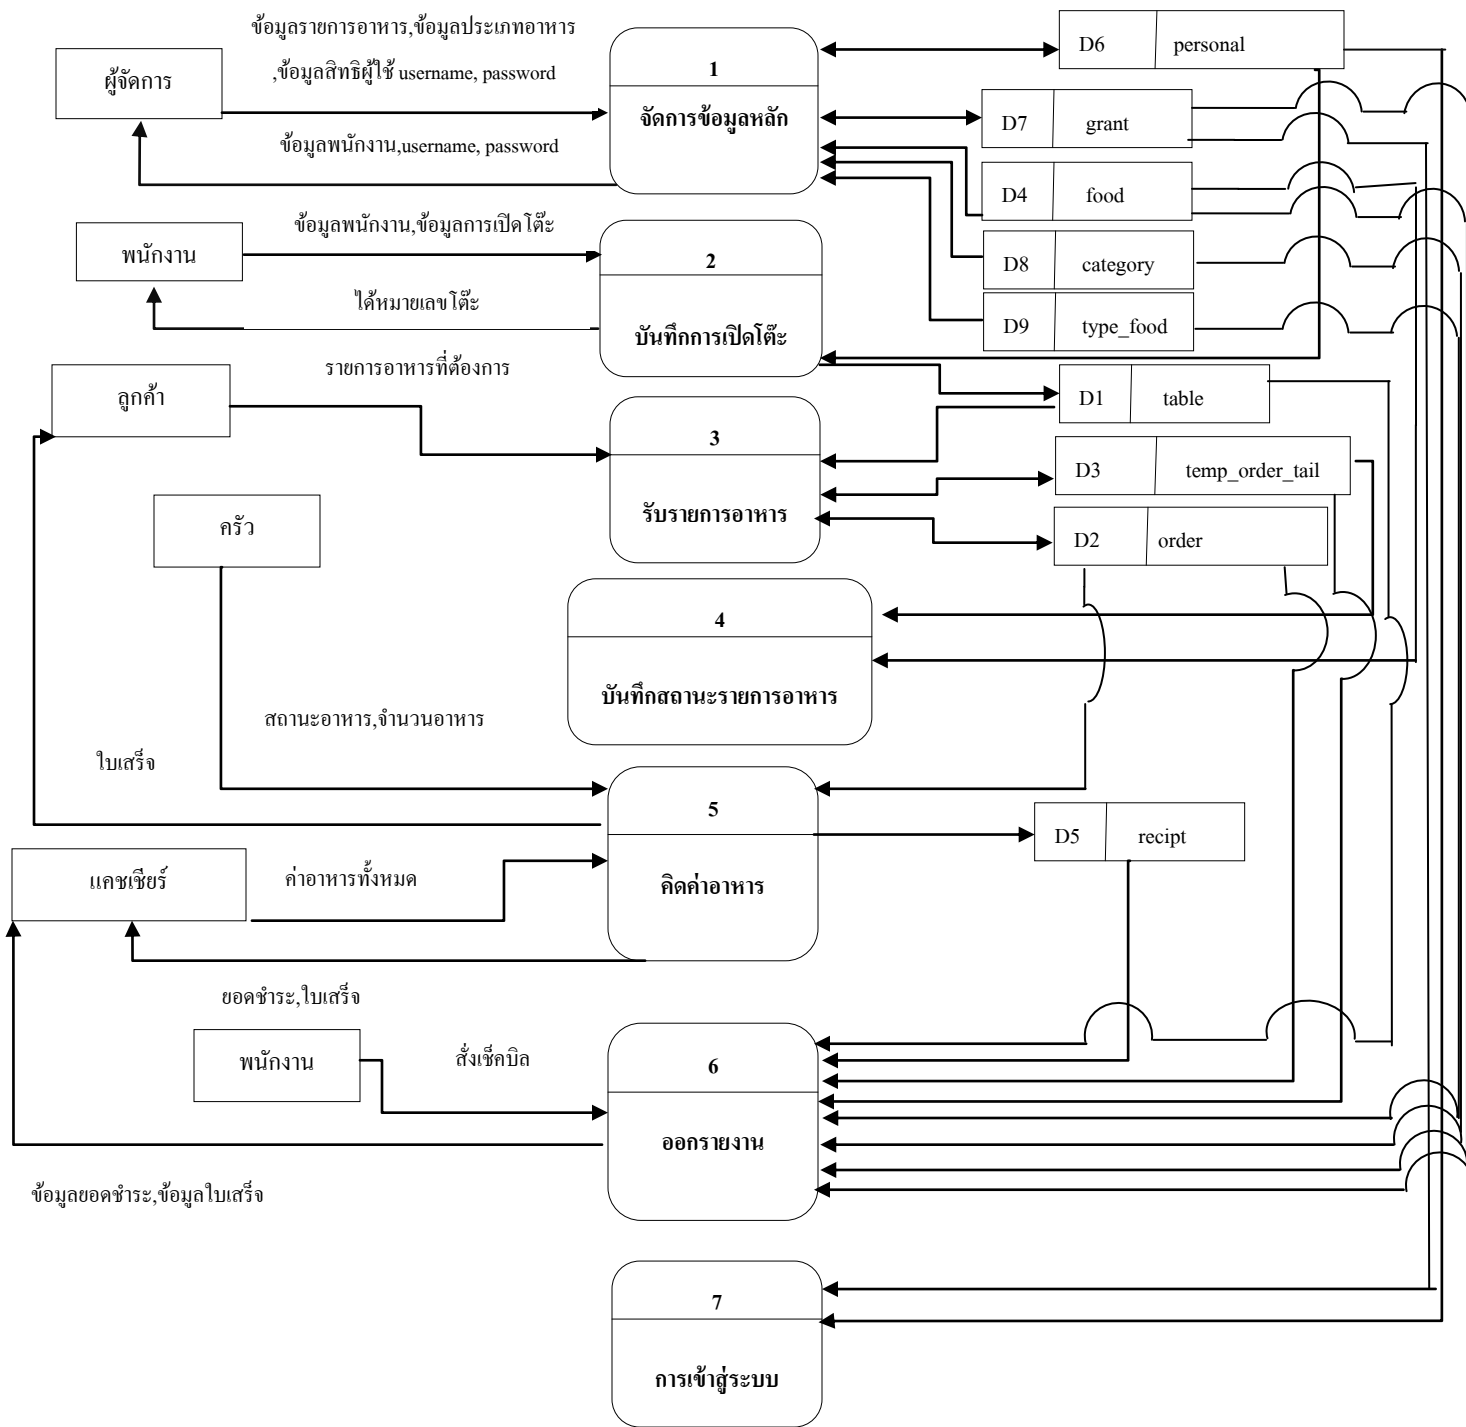 ข้อมูลรายการอาหาร,ข้อมูลประเภทอาหาร
,ข้อมูลสิทธิผู้ใช้ username, password
ผู้จัดการ
ข้อมูลพนักงาน,username, password
1
จัดการข้อมูลหลัก
D6 personal
D7 grant
D4 food
D8 category
D9 type_food
พนักงาน
ข้อมูลพนักงาน,ข้อมูลการเปิดโต๊ะ
ได้หมายเลขโต๊ะ
2
บันทึกการเปิดโต๊ะ
รายการอาหารที่ต้องการ
ลูกค้า
D1 table
3
รับรายการอาหาร
D3 temp_order_tail
D2 order
ครัว
4
บันทึกสถานะรายการอาหาร
สถานะอาหาร,จำนวนอาหาร
ใบเสร็จ
5
คิดค่าอาหาร
D5 recipt
แคชเชียร์
ค่าอาหารทั้งหมด
ยอดชำระ,ใบเสร็จ
พนักงาน
สั่งเช็คบิล
6
ออกรายงาน
ข้อมูลยอดชำระ,ข้อมูลใบเสร็จ
7
การเข้าสู่ระบบ